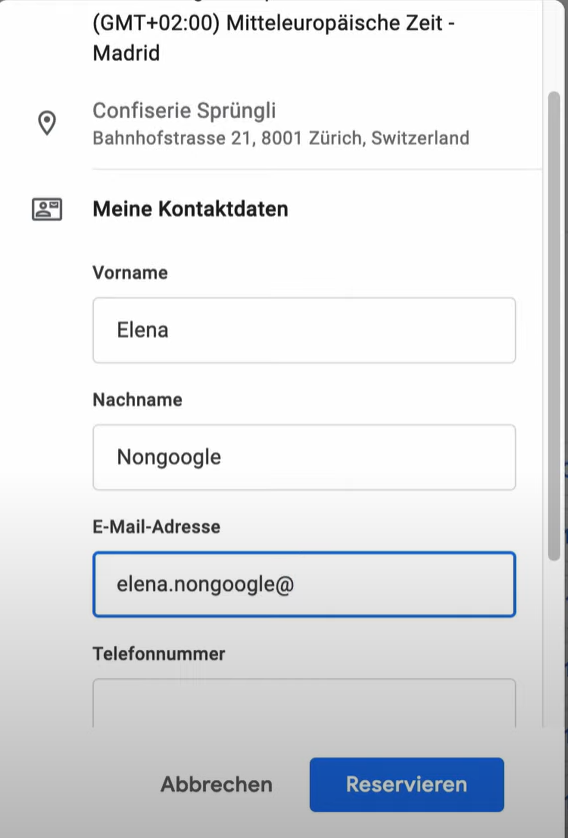 (GMT+02:00) Mitteleuropäische Zeit -
Madrid
Confiserie Sprüngli
Bahnhofstrasse 21, 8001 Zürich, Switzerland
Meine Kontaktdaten
Vorname
Elena
Nachname
Nongoogle
E-Mail-Adresse
elena.nongoogle@
Telefonnummer
Abbrechen
Reservieren